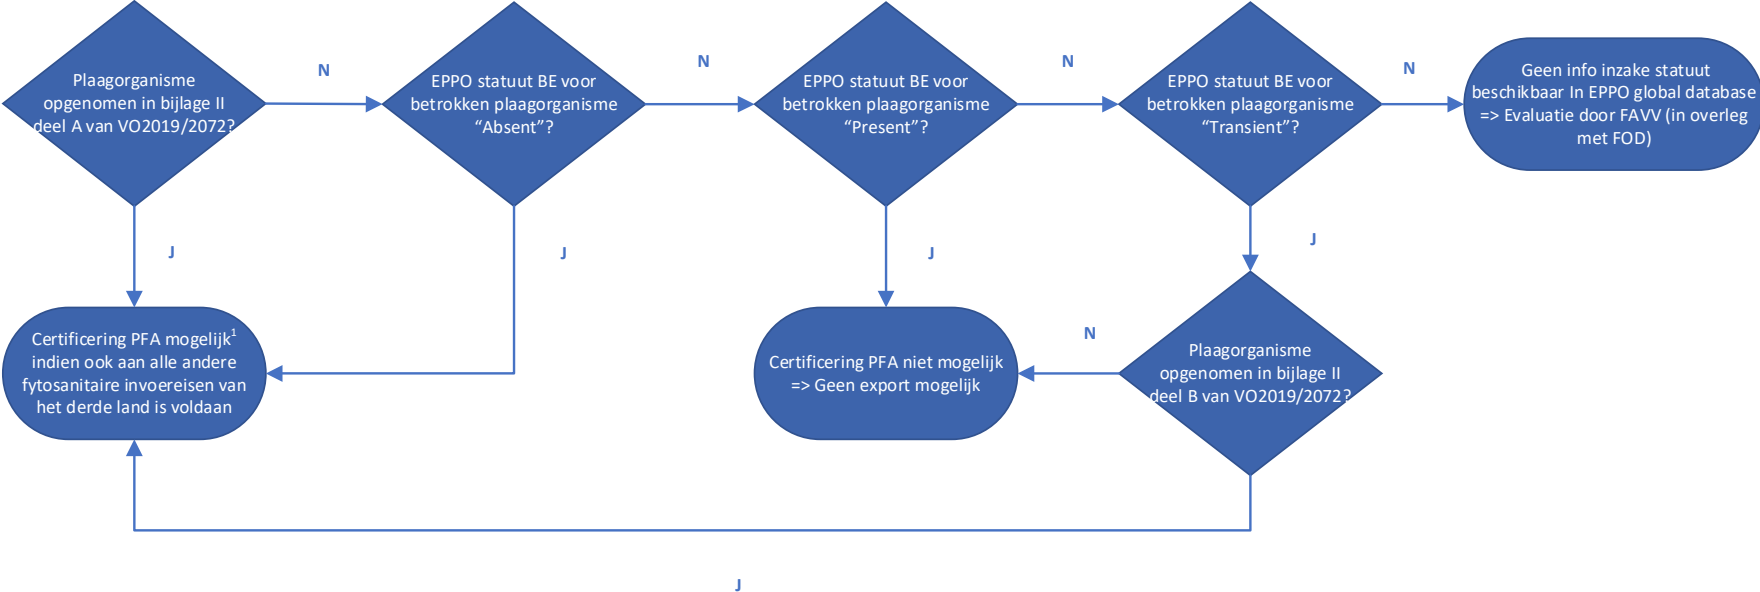 Plaagorganisme
opgenomen in bijlage II
deel A van VO2019/2072?
N
EPPO statuut BE voor
betrokken plaagorganisme
“Absent”?
N
EPPO statuut BE voor
betrokken plaagorganisme
“Present”?
N
EPPO statuut BE voor
betrokken plaagorganisme
“Transient”?
N
Geen info inzake statuut
beschikbaar In EPPO global database
=> Evaluatie door FAVV (in overleg
met FOD)
J
J
J
J
Certificering PFA mogelijk¹
indien ook aan alle andere
fytosanitaire invoereisen van
het derde land is voldaan
Certificering PFA niet mogelijk
=> Geen export mogelijk
N
Plaagorganisme
opgenomen in bijlage II
deel B van VO2019/2072?
J